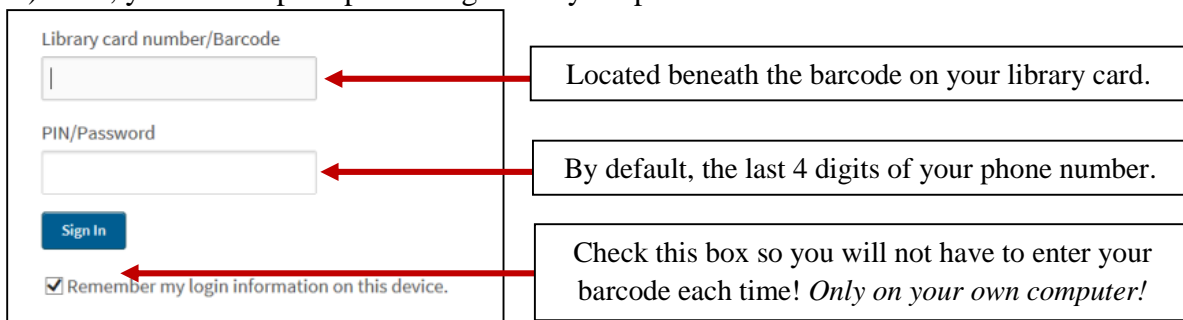 Library card number/Barcode
Located beneath the barcode on your library card.
PIN/Password
By default, the last 4 digits of your phone number.
Sign In
Check this box so you will not have to enter your
barcode each time! Only on your own computer!
Remember my login information on this device.